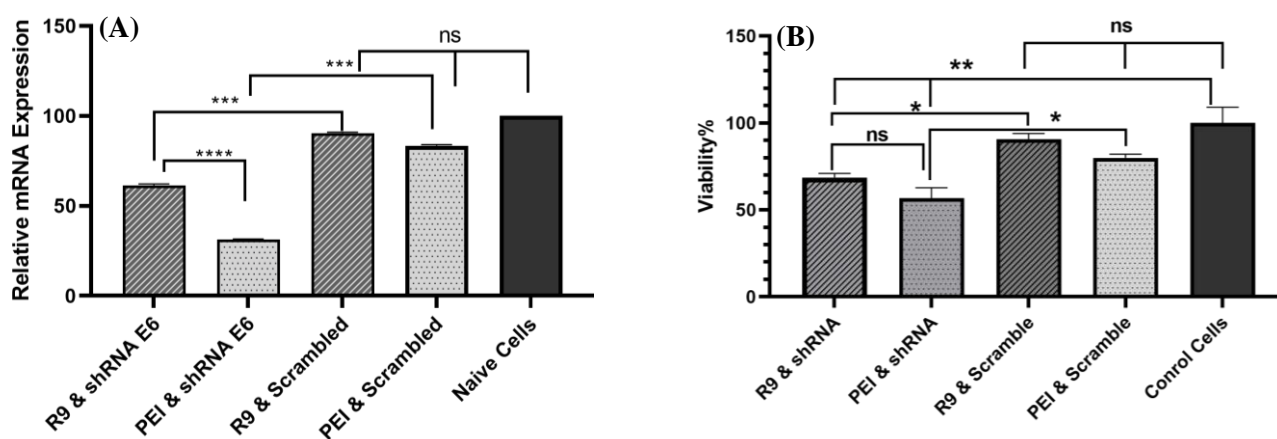 (A)
Relative mRNA Expression
150
100
50
0
ns
***
***
****
R9 & shRNA E6
PEI & shRNA E6
R9 & Scrambled
PEI & Scrambled
Naive Cells
(B)
Viability%
150
100
50
0
ns
**
*
*
ns
R9 & shRNA
PEI & shRNA
R9 & Scramble
PEI & Scramble
Conrol Cells